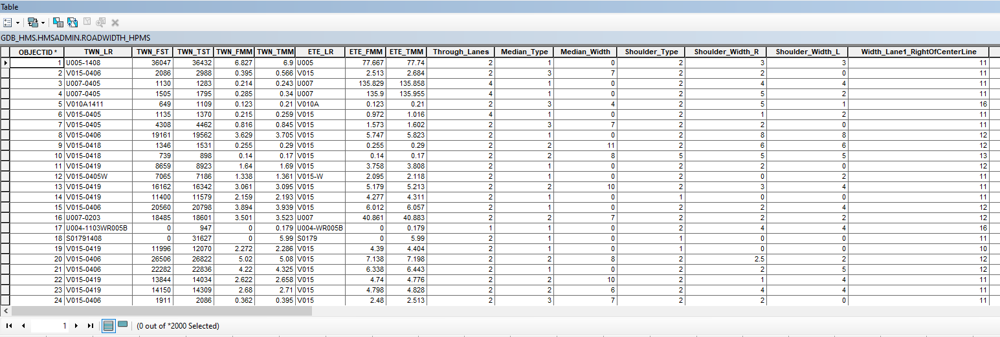 Table
GDB_HMS.HMSADMIN.ROADWIDTH_HPMS
OBJECTID * TWN_LR TWN_FST TWN_TST TWN_FMM TWN_TMM ETE_LR ETE_FMM ETE_TMM Through_Lanes Median_Type Median_Width Shoulder_Type Shoulder_Width_R Shoulder_Width_L Width_Lane1_RightOfCenterLine
1 U005-1408 36047 36432 6.827 6.9 U005 77.667 77.74 2 1 0 2 3 3 11
2 V015-0406 2086 2988 0.395 0.566 V015 2.513 2.684 2 3 7 2 2 0 11
3 U007-0405 1130 1283 0.214 0.243 U007 135.829 135.858 4 1 0 2 4 4 11
4 U007-0405 1505 1795 0.285 0.34 U007 135.9 135.955 4 1 0 2 5 2 11
5 V010A1411 649 1109 0.123 0.21 V010A 0.123 0.21 2 3 4 2 5 1 16
6 V015-0405 1135 1370 0.215 0.259 V015 0.972 1.016 4 1 0 2 1 2 11
7 V015-0405 4308 4462 0.816 0.845 V015 1.573 1.602 2 3 7 2 2 0 11
8 V015-0406 19161 19562 3.629 3.705 V015 5.747 5.823 2 1 0 2 8 8 12
9 V015-0418 1346 1531 0.255 0.29 V015 0.255 0.29 2 2 11 2 6 6 12
10 V015-0418 739 898 0.14 0.17 V015 0.14 0.17 2 2 8 5 5 5 13
11 V015-0419 8659 8923 1.64 1.69 V015 3.758 3.808 2 1 0 2 2 0 12
12 V015-0405W 7065 7186 1.338 1.361 V015-W 2.095 2.118 2 1 0 2 0 2 11
13 V015-0419 16162 16342 3.061 3.095 V015 5.179 5.213 2 2 10 2 3 4 11
14 V015-0419 11400 11579 2.159 2.193 V015 4.277 4.311 2 1 0 1 0 0 11
15 V015-0406 20560 20798 3.894 3.939 V015 6.012 6.057 2 1 0 2 2 4 12
16 U007-0203 18485 18601 3.501 3.523 U007 40.861 40.883 2 2 7 2 2 2 12
17 U004-1103WR005B 0 947 0 0.179 U004-WR005B 0 0.179 1 1 0 2 4 4 16
18 S01791408 0 31627 0 5.99 S0179 0 5.99 2 1 0 1 0 0 11
19 V015-0419 11996 12070 2.272 2.286 V015 4.39 4.404 2 1 0 1 0 0 10
20 V015-0406 26506 26822 5.02 5.08 V015 7.138 7.198 2 2 8 2 2.5 2 12
21 V015-0406 22282 22836 4.22 4.325 V015 6.338 6.443 2 1 0 2 2 5 12
22 V015-0419 13844 14034 2.622 2.658 V015 4.74 4.776 2 2 10 2 1 4 11
23 V015-0419 14150 14309 2.68 2.71 V015 4.798 4.828 2 2 6 2 4 4 11
24 V015-0406 1911 2086 0.362 0.395 V015 2.48 2.513 2 3 7 2 2 0 11
1 (0 out of *2000 Selected)